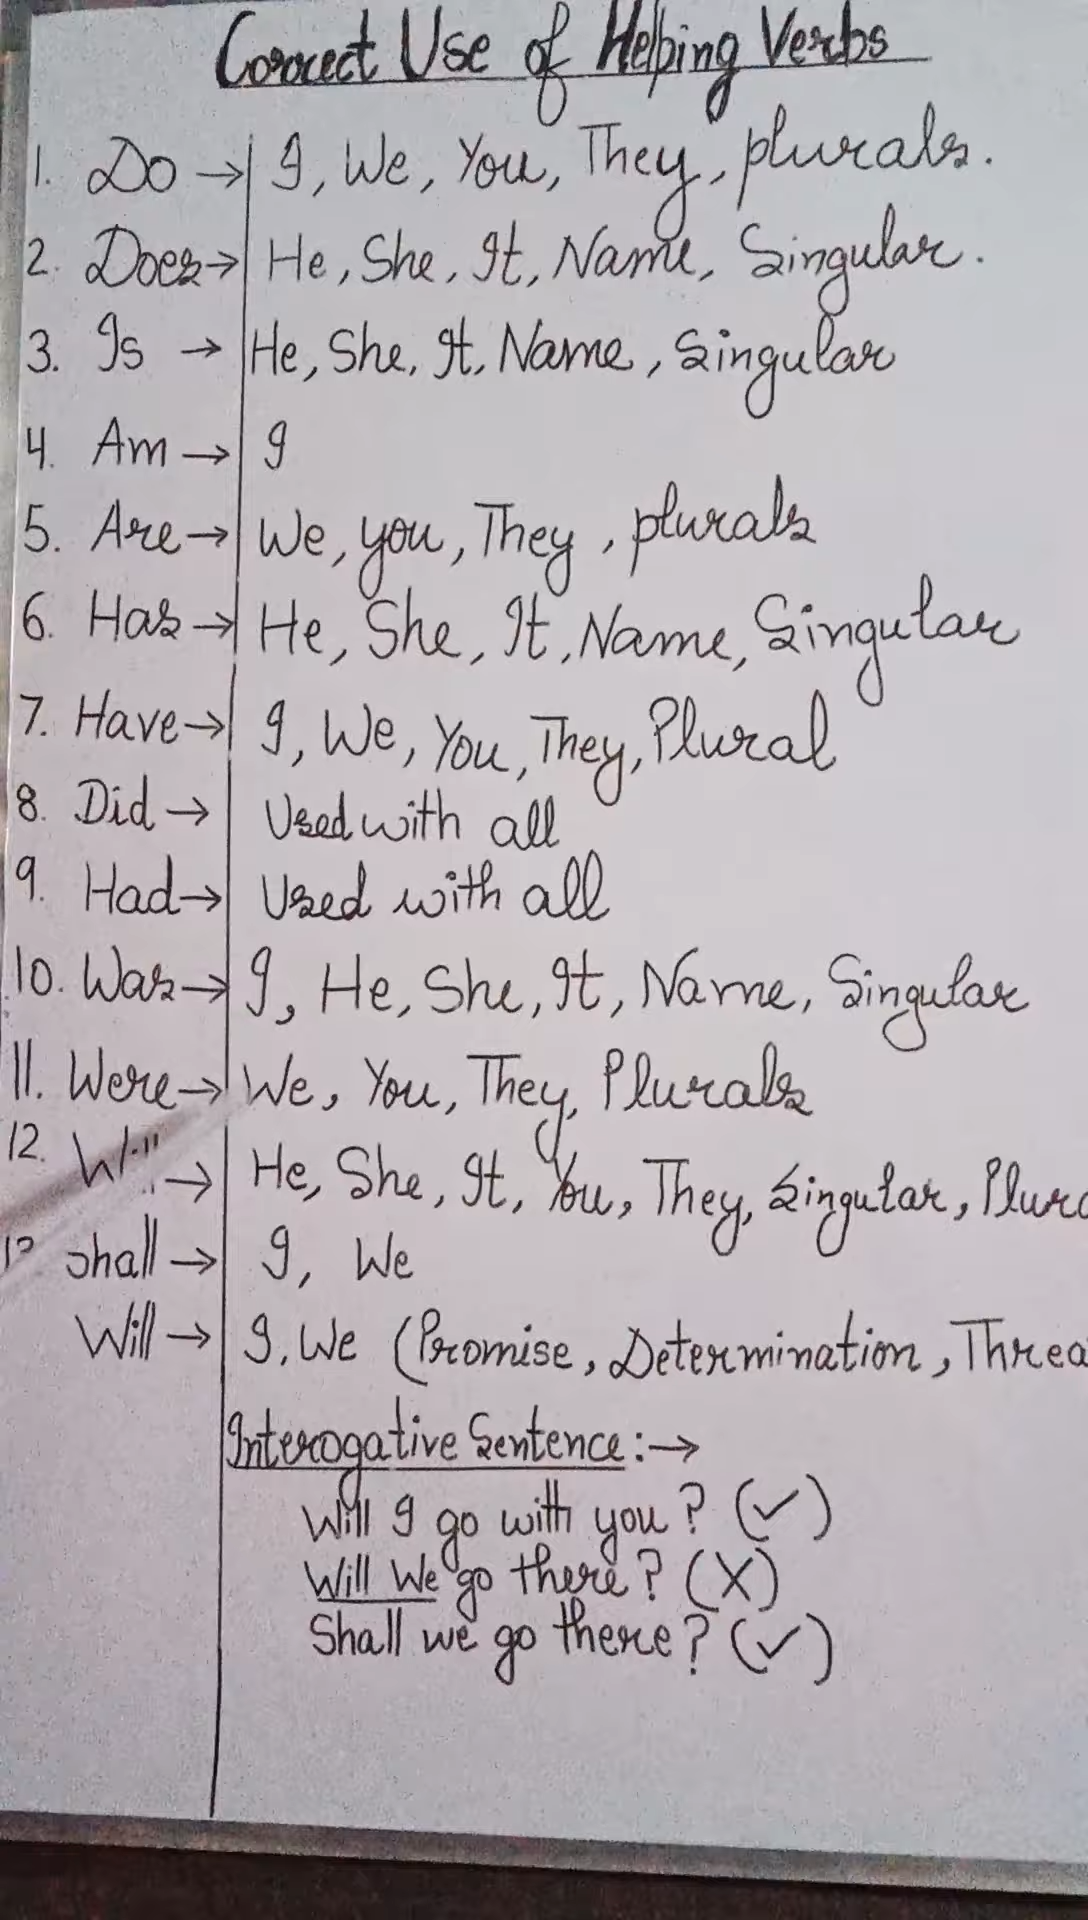 Correct Use of Helping Verbs
1. Do → I, We, You, They, plurals.
2. Does → He, She, It, Name, Singular.
3. Is → He, She, It, Name, Singular
4. Am → I
5. Are → We, you, They, plurals
6. Has → He, She, It, Name, Singular
7. Have → I, We, You, They, Plural
8. Did → Used with all
9. Had → Used with all
10. Was → I, He, She, It, Name, Singular
11. Were → We, You, They, Plurals
12. Will → He, She, It, You, They, Singular, Plura
Shall → I, We
Will → I, We (Promise, Determination, Threa
Interogative Sentence :→
Will I go with you? (✓)
Will We go there? (X)
Shall we go there? (✓)